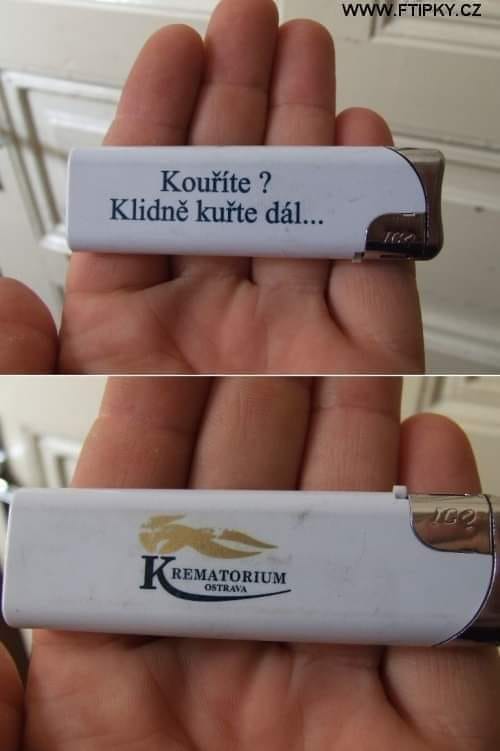 WWW.FTIPKY.CZ
Kouříte ?
Klidně kuřte dál...
KREMATORIUM
OSTRAVA